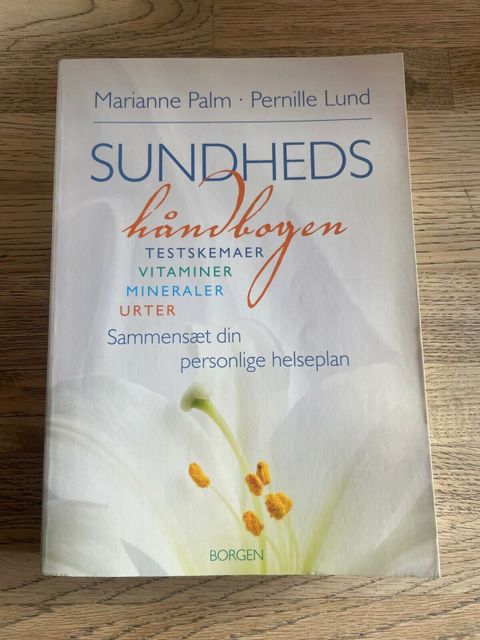 Marianne Palm · Pernille Lund
SUNDHEDS
håndbogen
TESTSKEMAER
VITAMINER
MINERALER
URTER
Sammensæt din
personlige helseplan
BORGEN